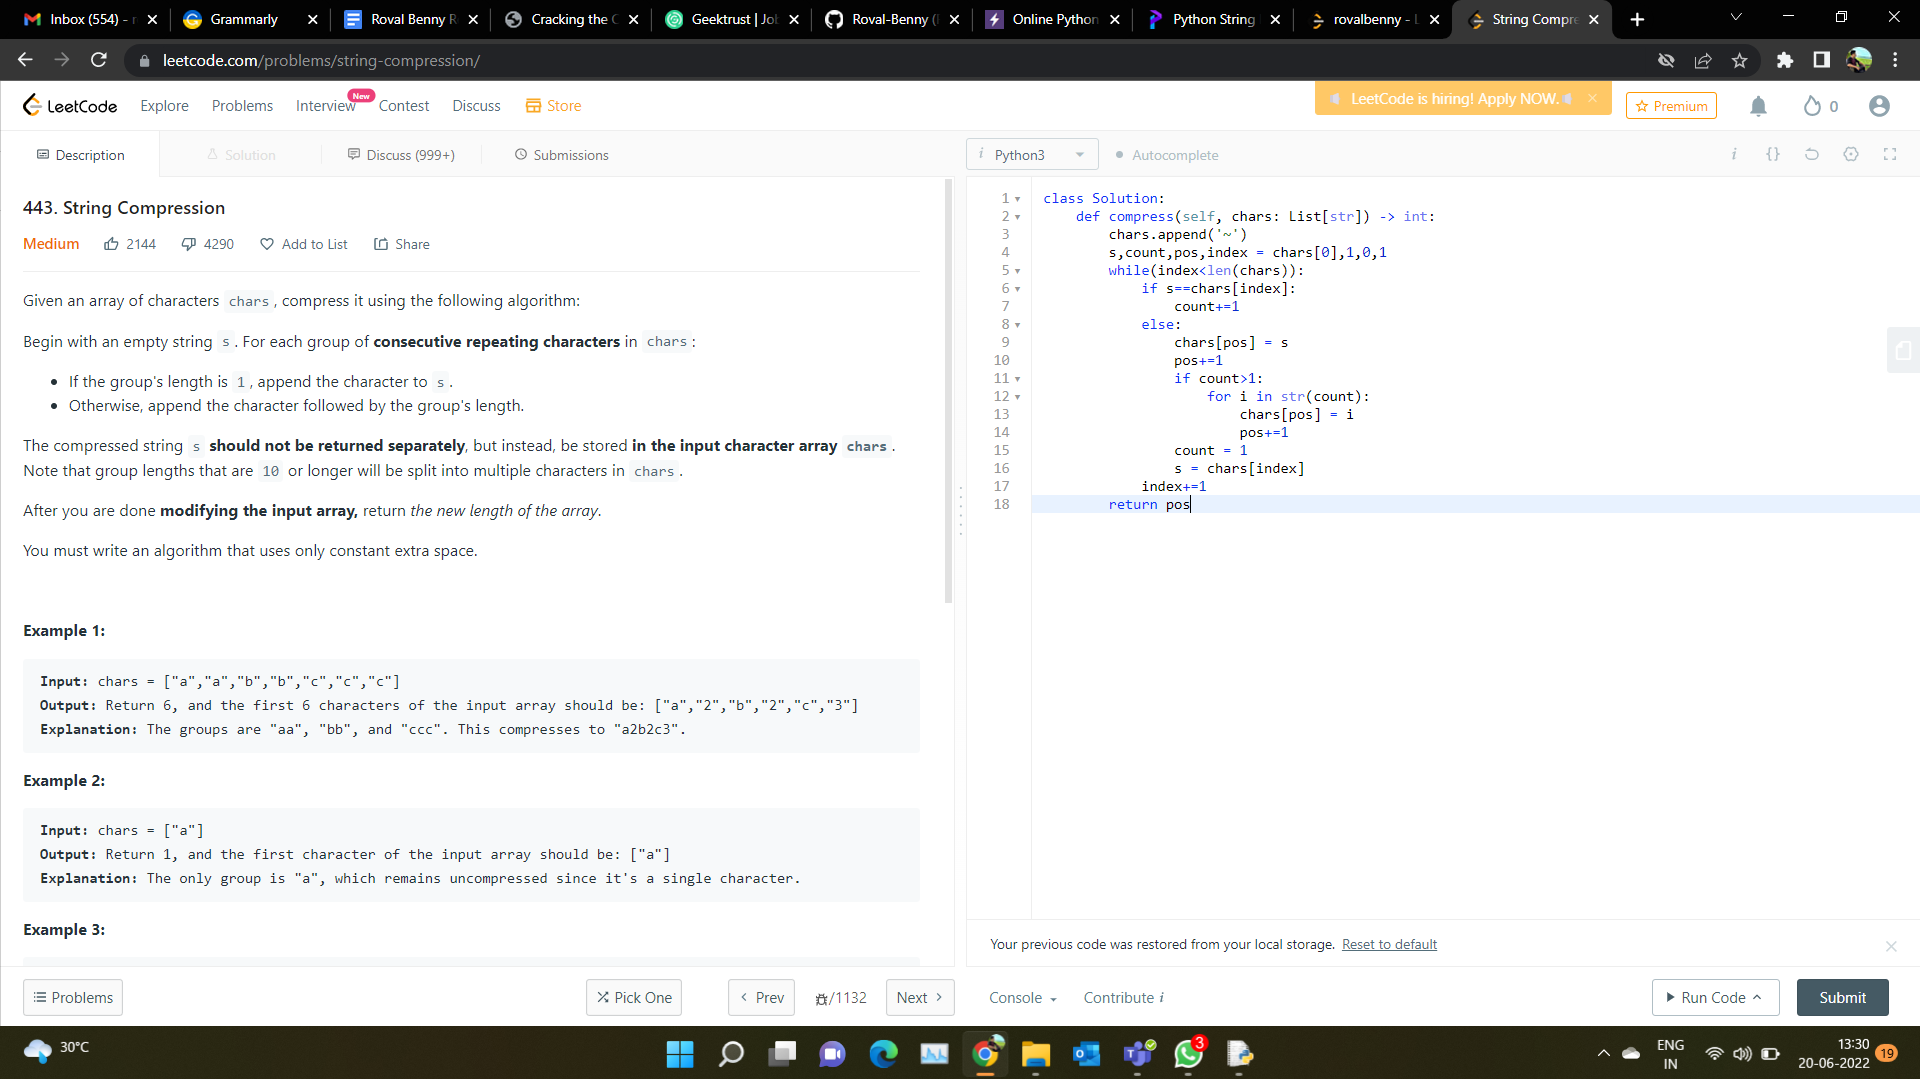 Inbox (554) - r
Grammarly
Roval Benny R
Cracking the C
Geektrust | Jo
Roval-Benny (
Online Python
Python String
rovalbenny - L
String Compre
leetcode.com/problems/string-compression/
LeetCode
Explore
Problems
Interview
New
Contest
Discuss
Store
LeetCode is hiring! Apply NOW.
Premium
0
Description
Solution
Discuss (999+)
Submissions
i Python3
Autocomplete
i
{}
443. String Compression
Medium 2144 4290 Add to List Share
Given an array of characters chars, compress it using the following algorithm:
Begin with an empty string s. For each group of consecutive repeating characters in chars:
• If the group's length is 1, append the character to s.
• Otherwise, append the character followed by the group's length.
The compressed string s should not be returned separately, but instead, be stored in the input character array chars.
Note that group lengths that are 10 or longer will be split into multiple characters in chars.
After you are done modifying the input array, return the new length of the array.
You must write an algorithm that uses only constant extra space.
Example 1:
Input: chars = ["a","a","b","b","c","c","c"]
Output: Return 6, and the first 6 characters of the input array should be: ["a","2","b","2","c","3"]
Explanation: The groups are "aa", "bb", and "ccc". This compresses to "a2b2c3".
Example 2:
Input: chars = ["a"]
Output: Return 1, and the first character of the input array should be: ["a"]
Explanation: The only group is "a", which remains uncompressed since it's a single character.
Example 3:
1 class Solution:
2     def compress(self, chars: List[str]) -> int:
3         chars.append('~')
4         s,count,pos,index = chars[0],1,0,1
5         while(index<len(chars)):
6             if s==chars[index]:
7                 count+=1
8             else:
9                 chars[pos] = s
10                 pos+=1
11                 if count>1:
12                     for i in str(count):
13                         chars[pos] = i
14                         pos+=1
15                 count = 1
16                 s = chars[index]
17             index+=1
18         return pos
Your previous code was restored from your local storage. Reset to default
Problems
Pick One
Prev
/1132
Next
Console
Contribute i
Run Code
Submit
30°C
3
ENG
IN
13:30
20-06-2022
19